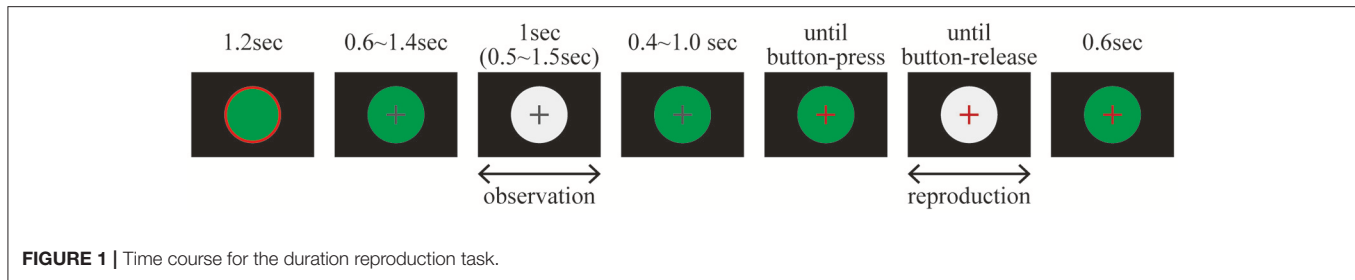 1.2sec
0.6~1.4sec
1sec
(0.5~1.5sec)
0.4~1.0 sec
until
button-press
until
button-release
0.6sec
observation
reproduction
FIGURE 1 | Time course for the duration reproduction task.